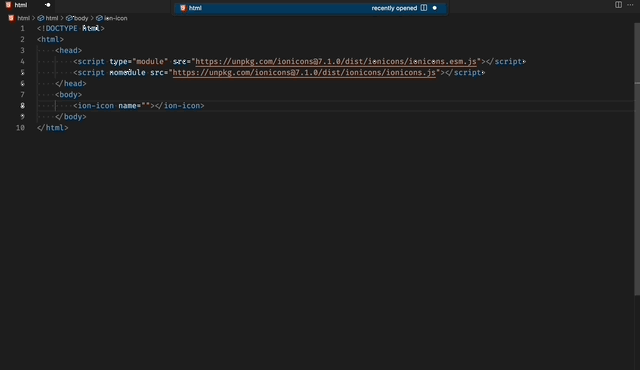 html
html
recently opened
html > html > body > ion-icon
1 <!DOCTYPE html>
2 <html>
3 <head>
4 <script type="module" src="https://unpkg.com/ionicons@7.1.0/dist/ionicons/ionicons.esm.js"></script>
5 <script nomodule src="https://unpkg.com/ionicons@7.1.0/dist/ionicons/ionicons.js"></script>
6 </head>
7 <body>
8 <ion-icon name=""></ion-icon>
9 </body>
10 </html>